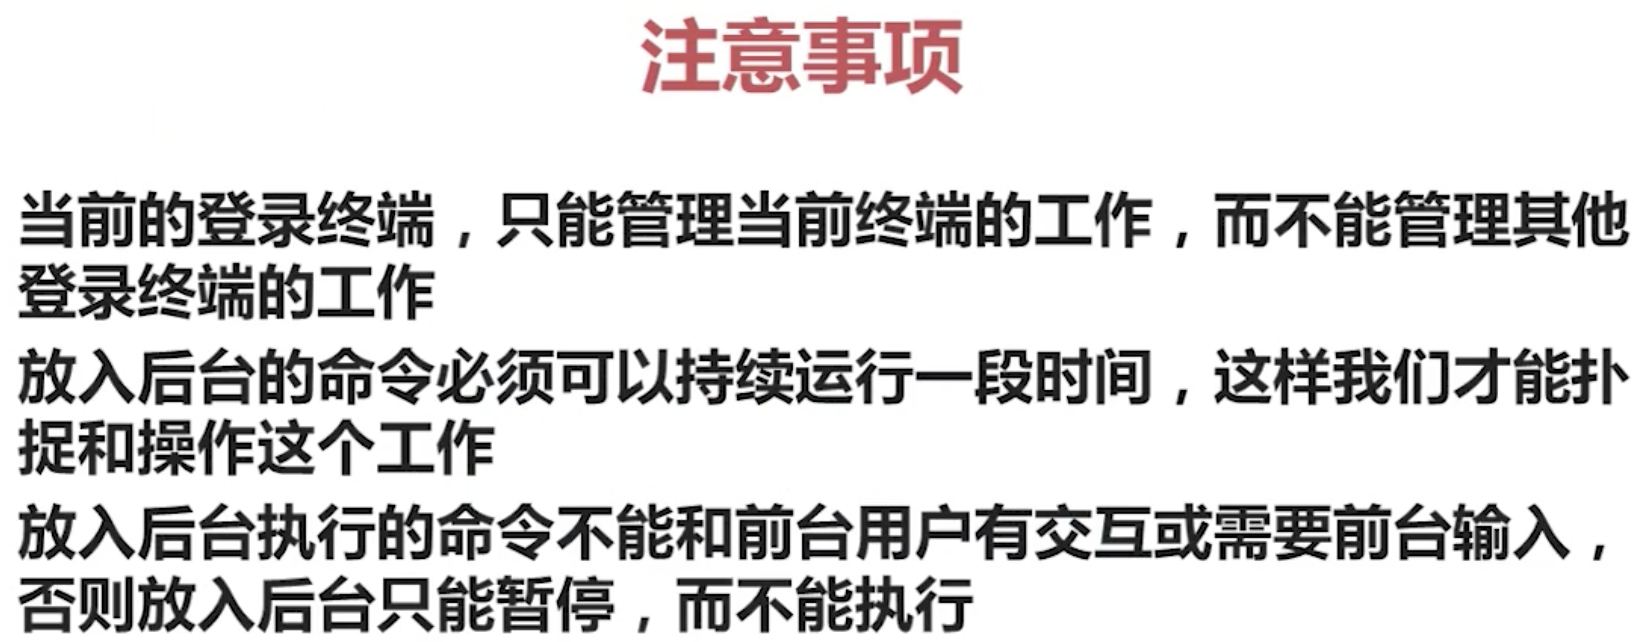 注意事项
当前的登录终端，只能管理当前终端的工作，而不能管理其他
登录终端的工作
放入后台的命令必须可以持续运行一段时间，这样我们才能扑
捉和操作这个工作
放入后台执行的命令不能和前台用户有交互或需要前台输入，
否则放入后台只能暂停，而不能执行